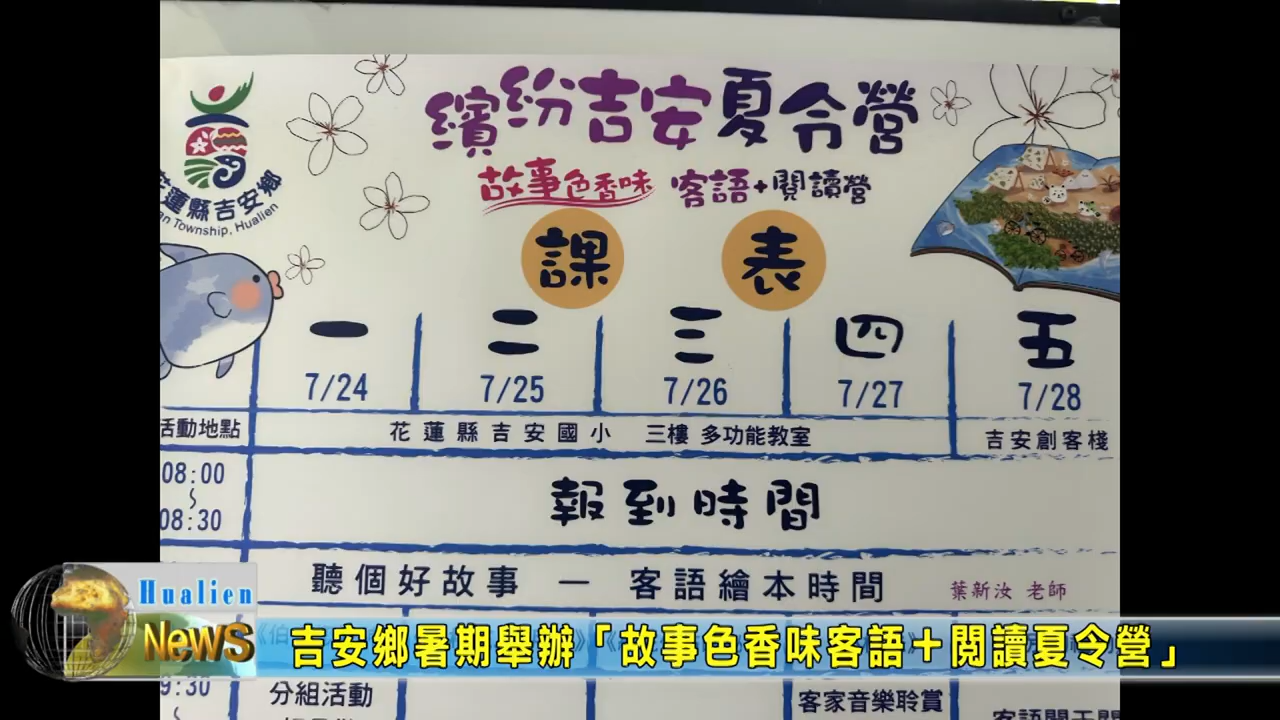 繽紛吉安夏令營
故事色香味 客語+閱讀營
課表
花蓮縣吉安鄉
Township, Hualien
一 二 三 四 五
7/24 7/25 7/26 7/27 7/28
活動地點 花蓮縣吉安國小 三樓 多功能教室 吉安創客棧
08:00
~
08:30
報到時間
聽個好故事 — 客語繪本時間 葉新汝 老師
Hualien
News
吉安鄉暑期舉辦「故事色香味客語+閱讀夏令營」
9:30
分組活動 客家音樂聆賞